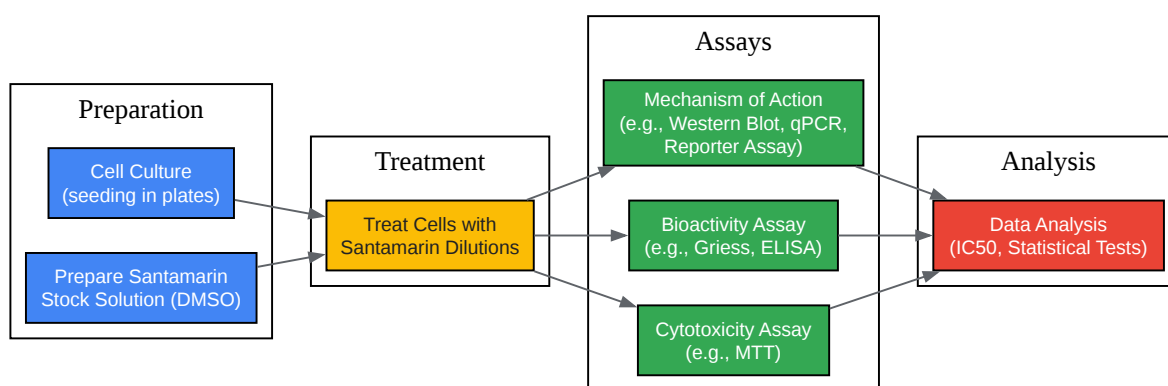 Preparation
Cell Culture
(seeding in plates)
Prepare Santamarin
Stock Solution (DMSO)
Treatment
Treat Cells with
Santamarin Dilutions
Assays
Mechanism of Action
(e.g., Western Blot, qPCR,
Reporter Assay)
Bioactivity Assay
(e.g., Griess, ELISA)
Cytotoxicity Assay
(e.g., MTT)
Analysis
Data Analysis
(IC50, Statistical Tests)